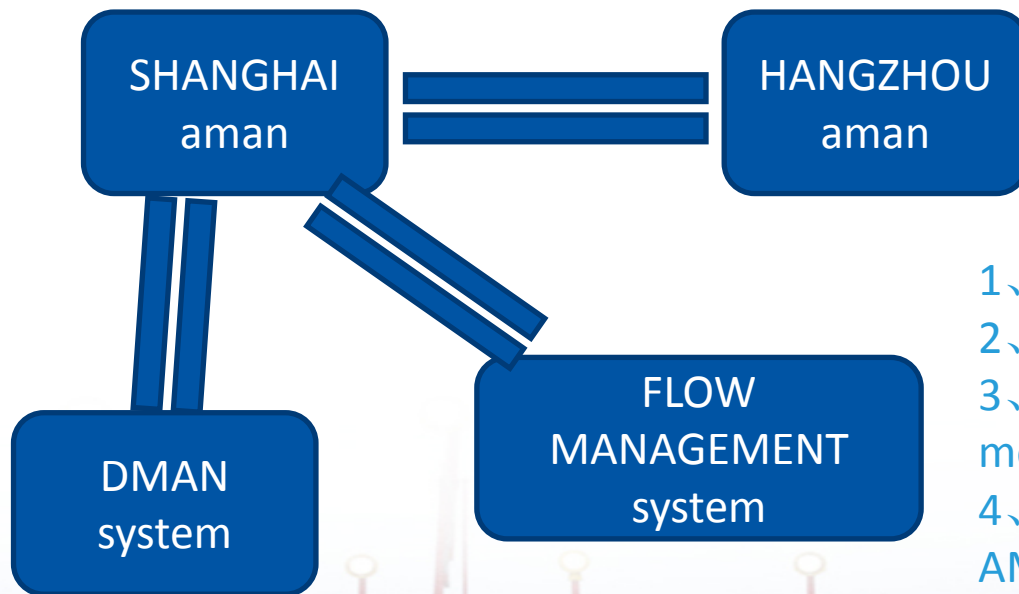 SHANGHAI
aman
HANGZHOU
aman
DMAN
system
FLOW
MANAGEMENT
system
1、
2、
3、
4、